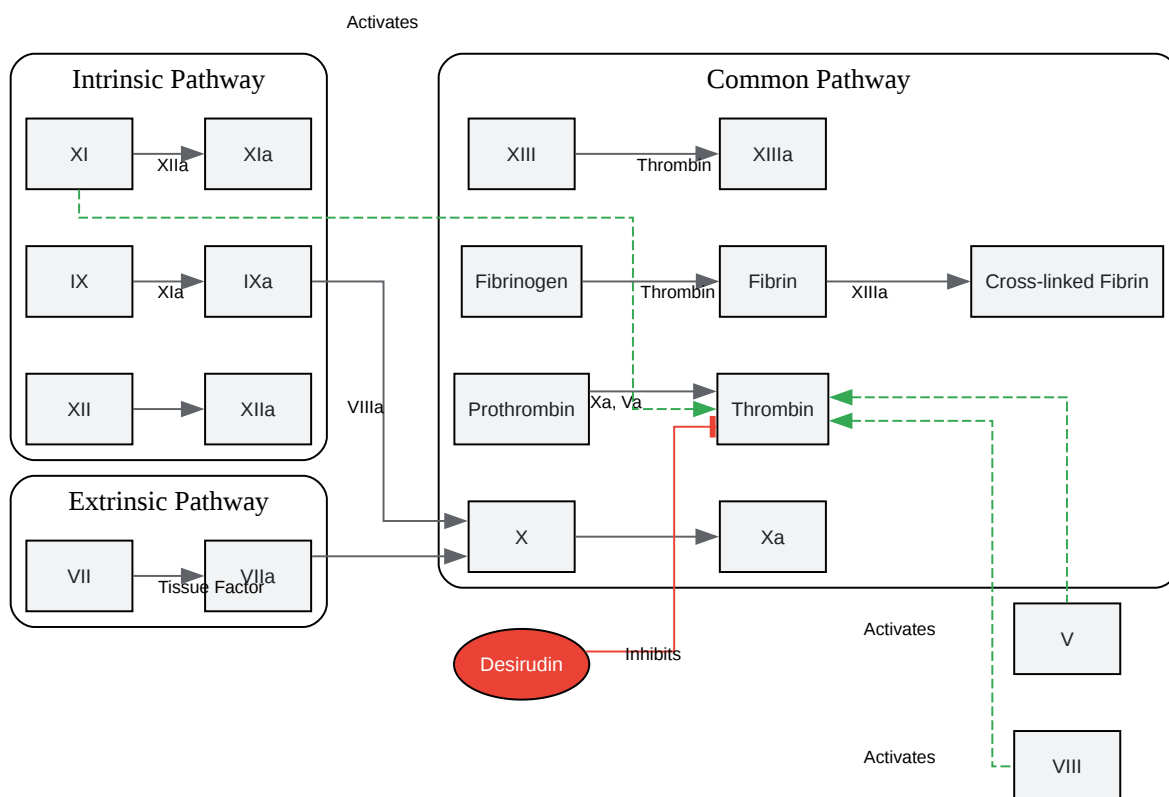 Activates
Intrinsic Pathway
Common Pathway
XI
XIIa
XIa
XIII
Thrombin
XIIIa
IX
XIa
IXa
Fibrinogen
Thrombin
Fibrin
XIIIa
Cross-linked Fibrin
XII
XIIa
VIIIa
Prothrombin
Xa, Va
Thrombin
Extrinsic Pathway
VII
Tissue Factor
VIIa
X
Xa
Desirudin
Inhibits
Activates
V
Activates
VIII